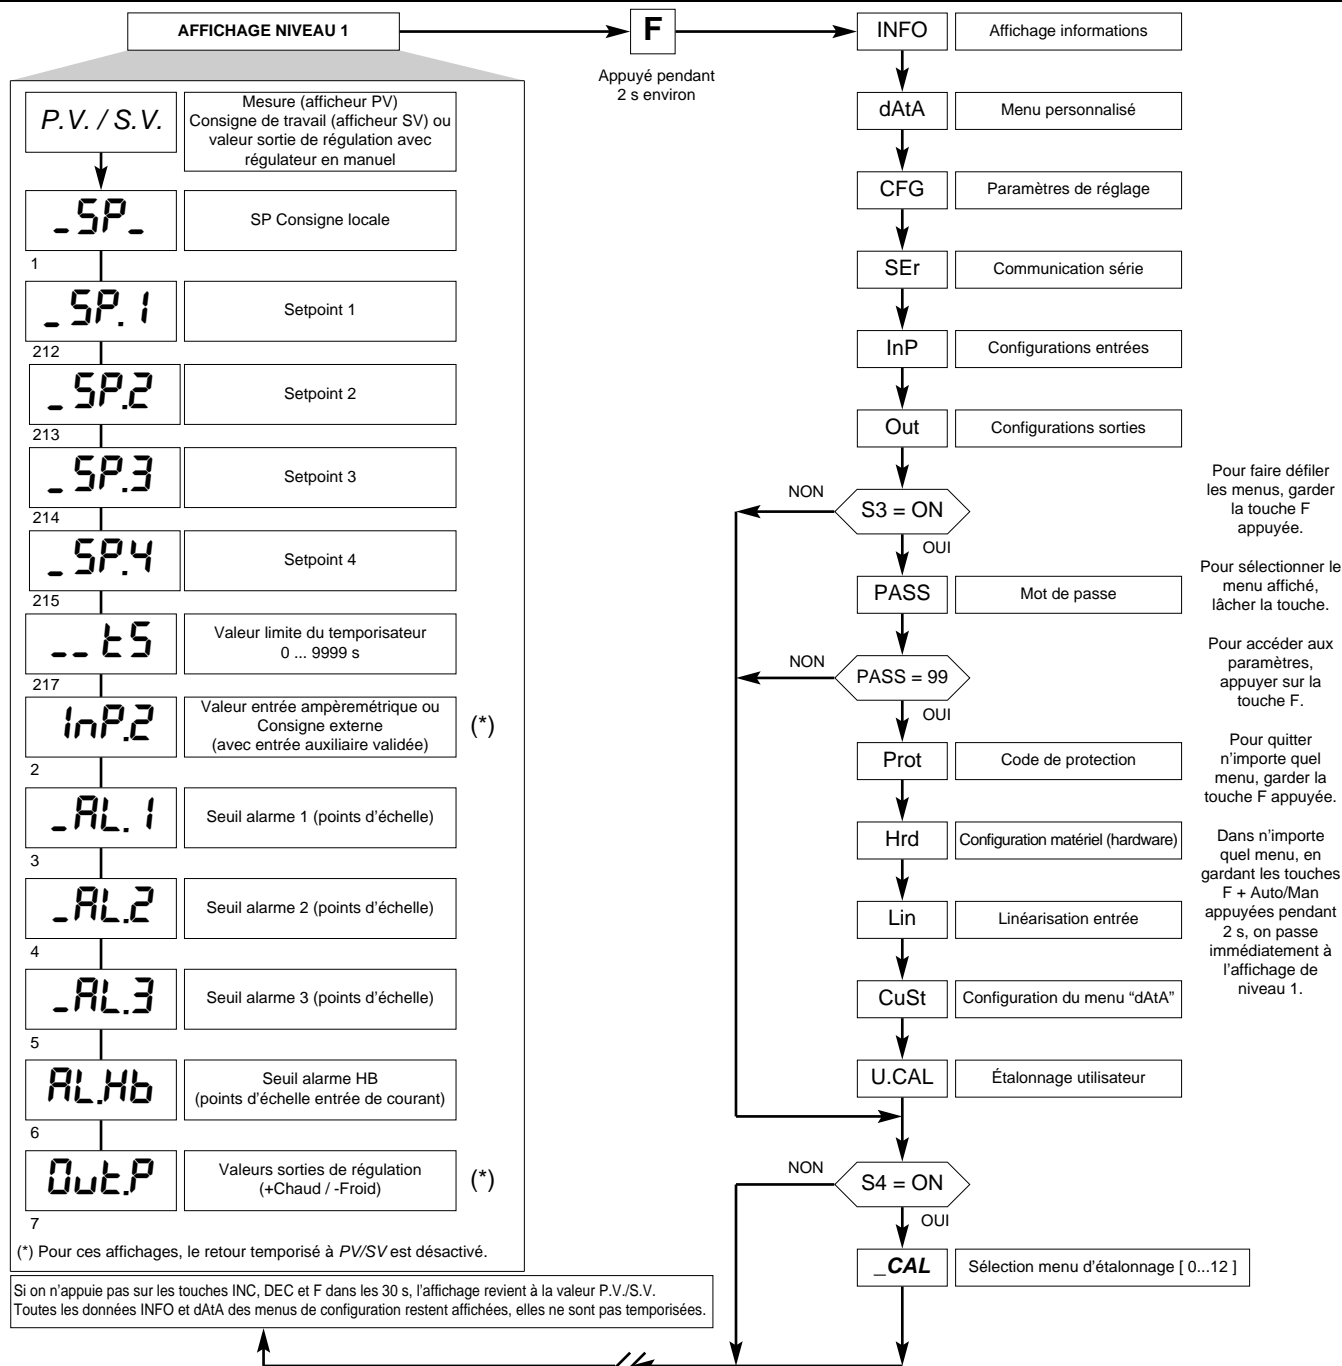 AFFICHAGE NIVEAU 1
F
Appuyé pendant
2 s environ
P.V. / S.V.
Mesure (afficheur PV)
Consigne de travail (afficheur SV) ou
valeur sortie de régulation avec
régulateur en manuel
_SP_
SP Consigne locale
1
_SP.1
Setpoint 1
212
_SP.2
Setpoint 2
213
_SP.3
Setpoint 3
214
_SP.4
Setpoint 4
215
__tS
Valeur limite du temporisateur
0 ... 9999 s
217
InP.2
Valeur entrée ampèremétrique ou
Consigne externe
(avec entrée auxiliaire validée)
(*)
2
_AL.1
Seuil alarme 1 (points d’échelle)
3
_AL.2
Seuil alarme 2 (points d’échelle)
4
_AL.3
Seuil alarme 3 (points d’échelle)
5
AL.Hb
Seuil alarme HB
(points d’échelle entrée de courant)
6
Out.P
Valeurs sorties de régulation
(+Chaud / -Froid)
(*)
7
(*) Pour ces affichages, le retour temporisé à PV/SV est désactivé.
Si on n’appuie pas sur les touches INC, DEC et F dans les 30 s, l’affichage revient à la valeur P.V./S.V.
Toutes les données INFO et dAtA des menus de configuration restent affichées, elles ne sont pas temporisées.
INFO
Affichage informations
dAtA
Menu personnalisé
CFG
Paramètres de réglage
SEr
Communication série
InP
Configurations entrées
Out
Configurations sorties
NON
S3 = ON
OUI
PASS
Mot de passe
NON
PASS = 99
OUI
Prot
Code de protection
Hrd
Configuration matériel (hardware)
Lin
Linéarisation entrée
CuSt
Configuration du menu “dAtA”
U.CAL
Étalonnage utilisateur
NON
S4 = ON
OUI
_CAL
Sélection menu d’étalonnage [ 0...12 ]
Pour faire défiler
les menus, garder
la touche F
appuyée.
Pour sélectionner le
menu affiché,
lâcher la touche.
Pour accéder aux
paramètres,
appuyer sur la
touche F.
Pour quitter
n’importe quel
menu, garder la
touche F appuyée.
Dans n’importe
quel menu, en
gardant les touches
F + Auto/Man
appuyées pendant
2 s, on passe
immédiatement à
l’affichage de
niveau 1.